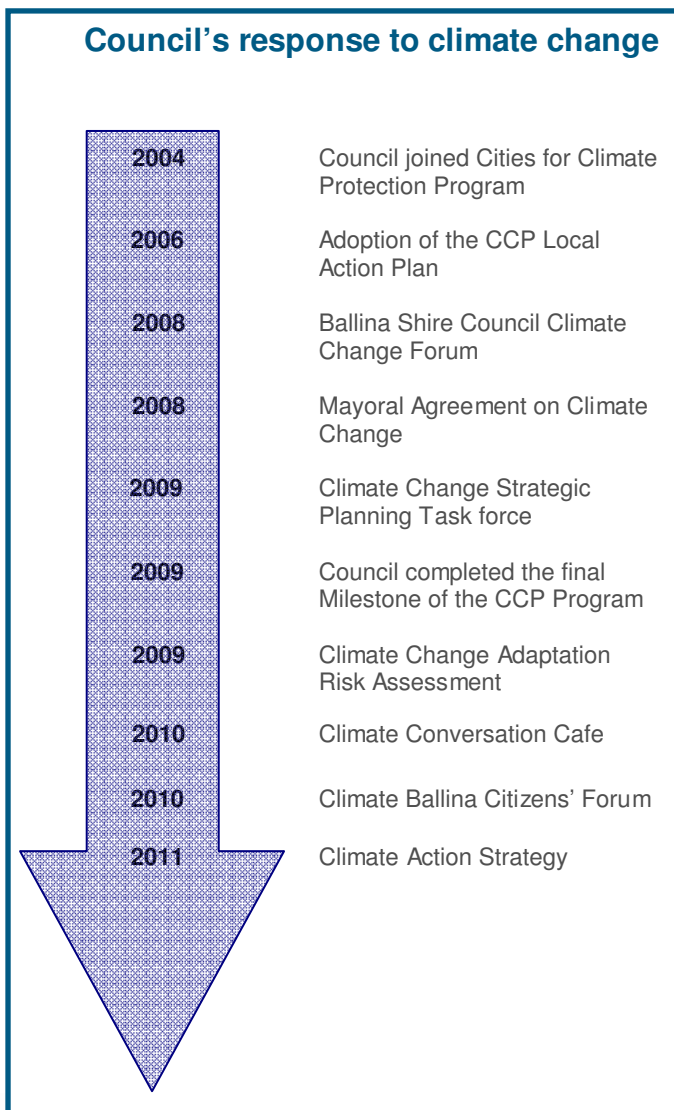 Council's response to climate change
2004 Council joined Cities for Climate
Protection Program
2006 Adoption of the CCP Local
Action Plan
2008 Ballina Shire Council Climate
Change Forum
2008 Mayoral Agreement on Climate
Change
2009 Climate Change Strategic
Planning Task force
2009 Council completed the final
Milestone of the CCP Program
2009 Climate Change Adaptation
Risk Assessment
2010 Climate Conversation Cafe
2010 Climate Ballina Citizens' Forum
2011 Climate Action Strategy